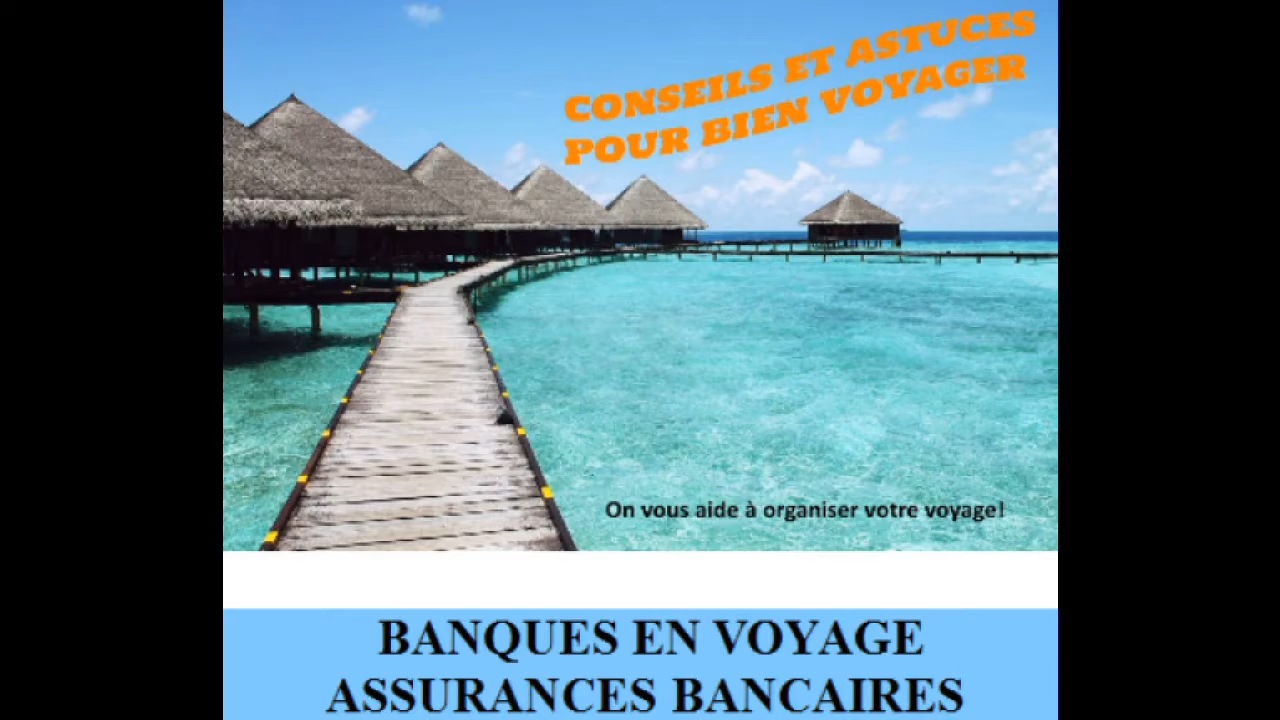 CONSEILS ET ASTUCES
POUR BIEN VOYAGER
On vous aide à organiser votre voyage!
BANQUES EN VOYAGE
ASSURANCES BANCAIRES